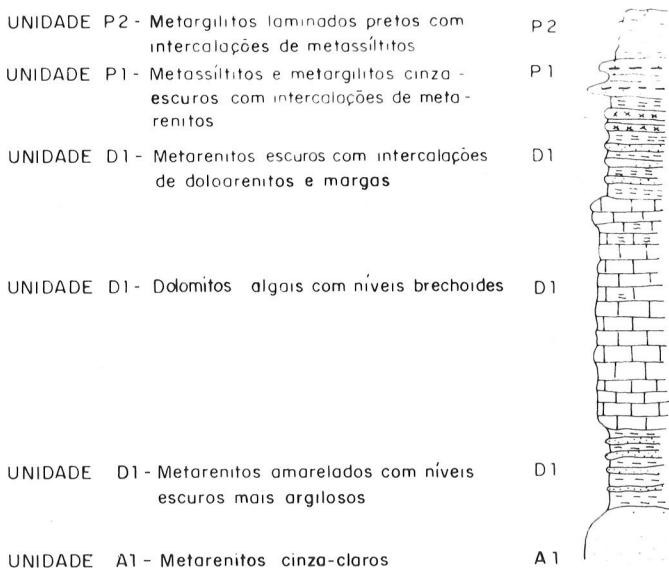 UNIDADE P2 - Metargilitos laminados pretos com P2
intercalações de metassíltitos
UNIDADE P1 - Metassíltitos e metargilitos cinza - P1
escuros com intercalações de meta -
renitos
UNIDADE D1 - Metarenitos escuros com intercalações D1
de doloarenitos e margas
UNIDADE D1 - Dolomitos algais com níveis brechoides D1
UNIDADE D1 - Metarenitos amarelados com níveis D1
escuros mais argilosos
UNIDADE A1 - Metarenitos cinza-claros A1